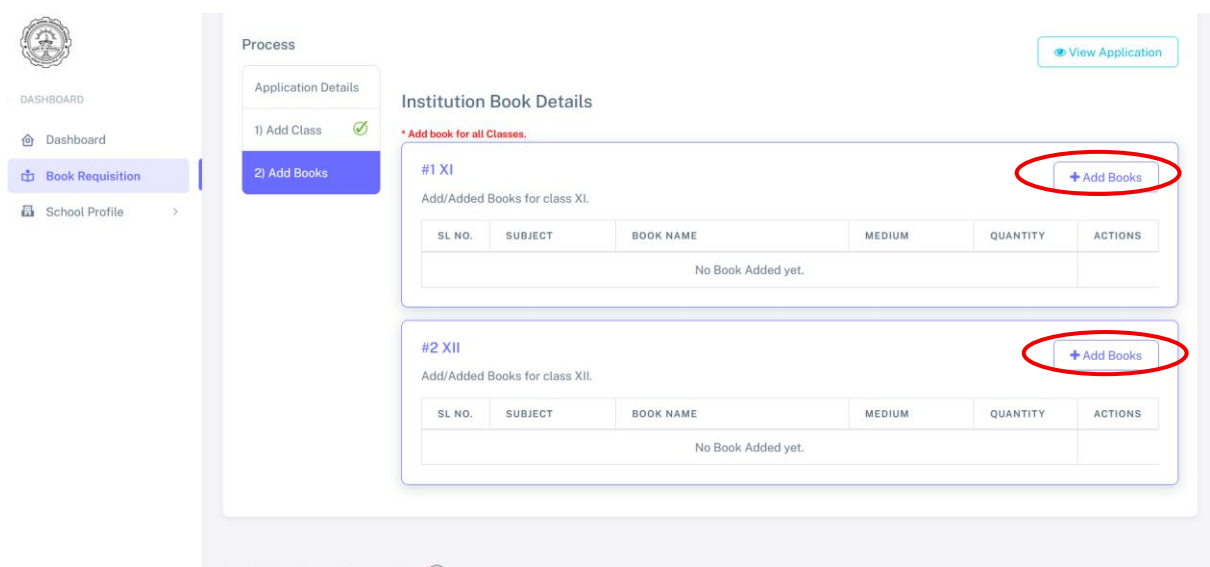 Process
View Application
DASHBOARD
Dashboard
Book Requisition
School Profile
Application Details
1) Add Class
2) Add Books
Institution Book Details
* Add book for all Classes.
#1 XI
+ Add Books
Add/Added Books for class XI.
SL NO. SUBJECT BOOK NAME MEDIUM QUANTITY ACTIONS
No Book Added yet.
#2 XII
+ Add Books
Add/Added Books for class XII.
SL NO. SUBJECT BOOK NAME MEDIUM QUANTITY ACTIONS
No Book Added yet.